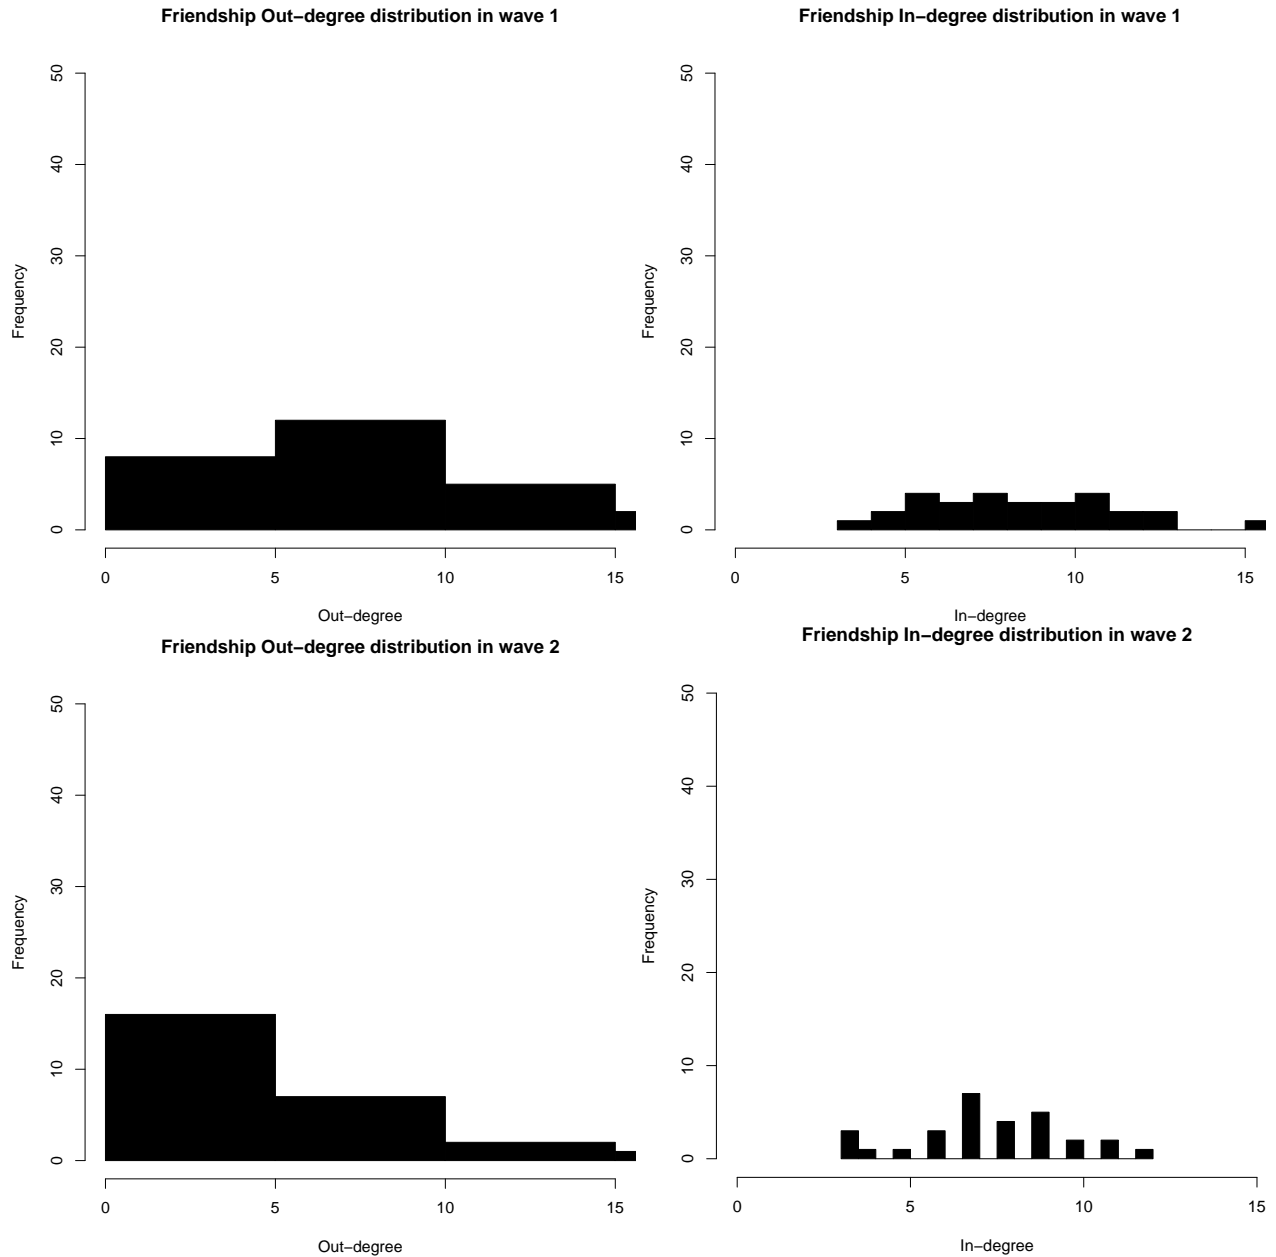 Friendship Out−degree distribution in wave 1
50
40
30
20
10
0
Frequency
0 5 10 15
Out−degree
Friendship In−degree distribution in wave 1
50
40
30
20
10
0
Frequency
0 5 10 15
In−degree
Friendship Out−degree distribution in wave 2
50
40
30
20
10
0
Frequency
0 5 10 15
Out−degree
Friendship In−degree distribution in wave 2
50
40
30
20
10
0
Frequency
0 5 10 15
In−degree